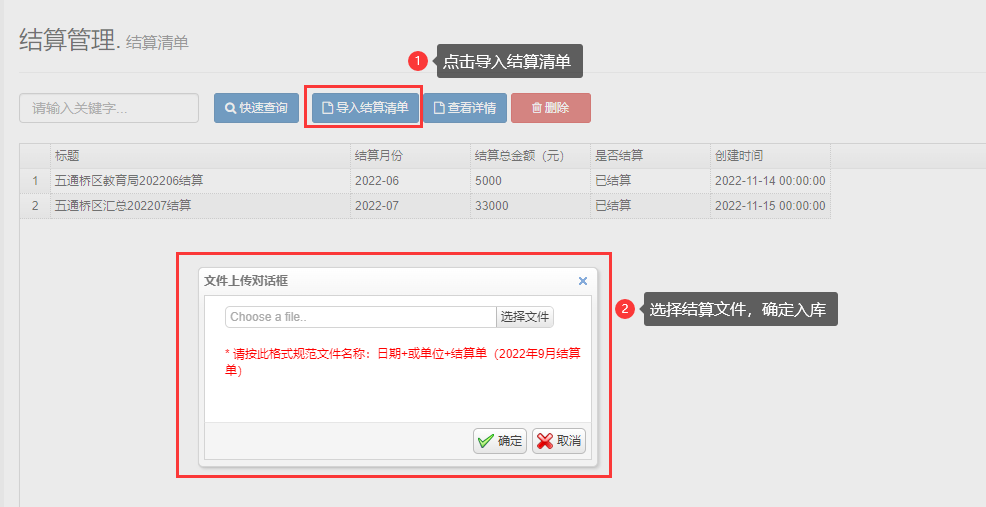 结算管理. 结算清单
1 点击导入结算清单
请输入关键字... 快速查询 导入结算清单 查看详情 删除
标题 结算月份 结算总金额（元） 是否结算 创建时间
1 五通桥区教育局202206结算 2022-06 5000 已结算 2022-11-14 00:00:00
2 五通桥区汇总202207结算 2022-07 33000 已结算 2022-11-15 00:00:00
文件上传对话框
Choose a file.. 选择文件
2 选择结算文件，确定入库
* 请按此格式规范文件名称：日期+或单位+结算单（2022年9月结算
单）
确定 取消